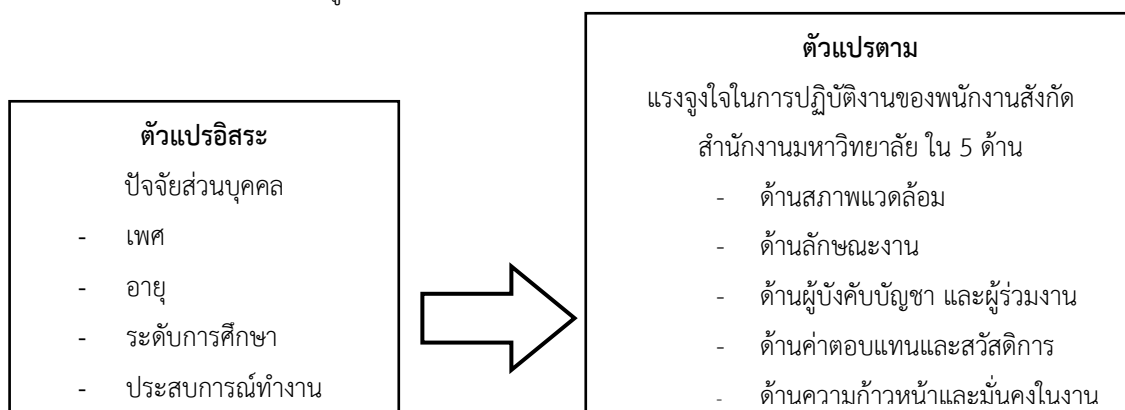 ตัวแปรอิสระ
ปัจจัยส่วนบุคคล
- เพศ
- อายุ
- ระดับการศึกษา
- ประสบการณ์ทำงาน
ตัวแปรตาม
แรงจูงใจในการปฏิบัติงานของพนักงานสังกัด
สำนักงานมหาวิทยาลัย ใน 5 ด้าน
- ด้านสภาพแวดล้อม
- ด้านลักษณะงาน
- ด้านผู้บังคับบัญชา และผู้ร่วมงาน
- ด้านค่าตอบแทนและสวัสดิการ
- ด้านความก้าวหน้าและมั่นคงในงาน